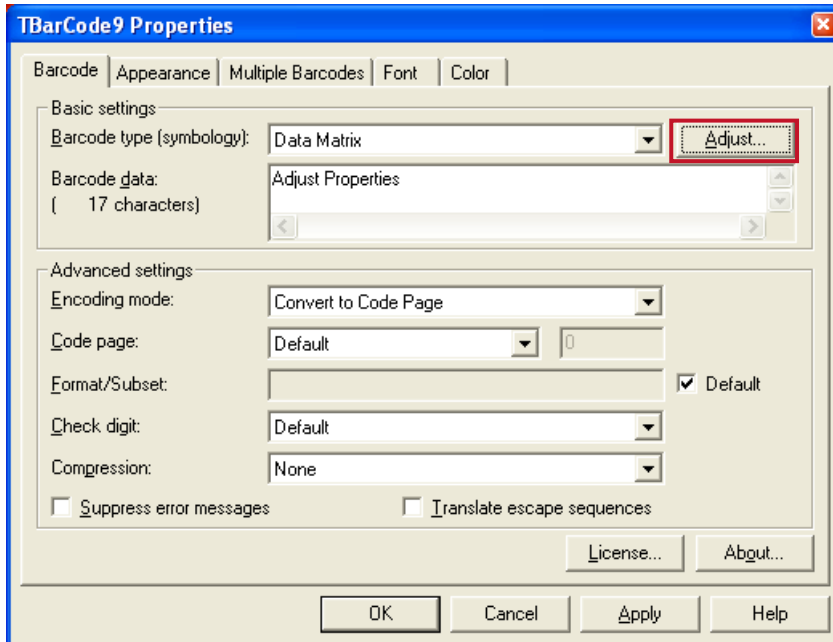 TBarCode9 Properties
Barcode Appearance Multiple Barcodes Font Color
Basic settings
Barcode type (symbology): Data Matrix Adjust...
Barcode data: Adjust Properties
( 17 characters)
Advanced settings
Encoding mode: Convert to Code Page
Code page: Default 0
Format/Subset: Default
Check digit: Default
Compression: None
Suppress error messages Translate escape sequences
License... About...
OK Cancel Apply Help